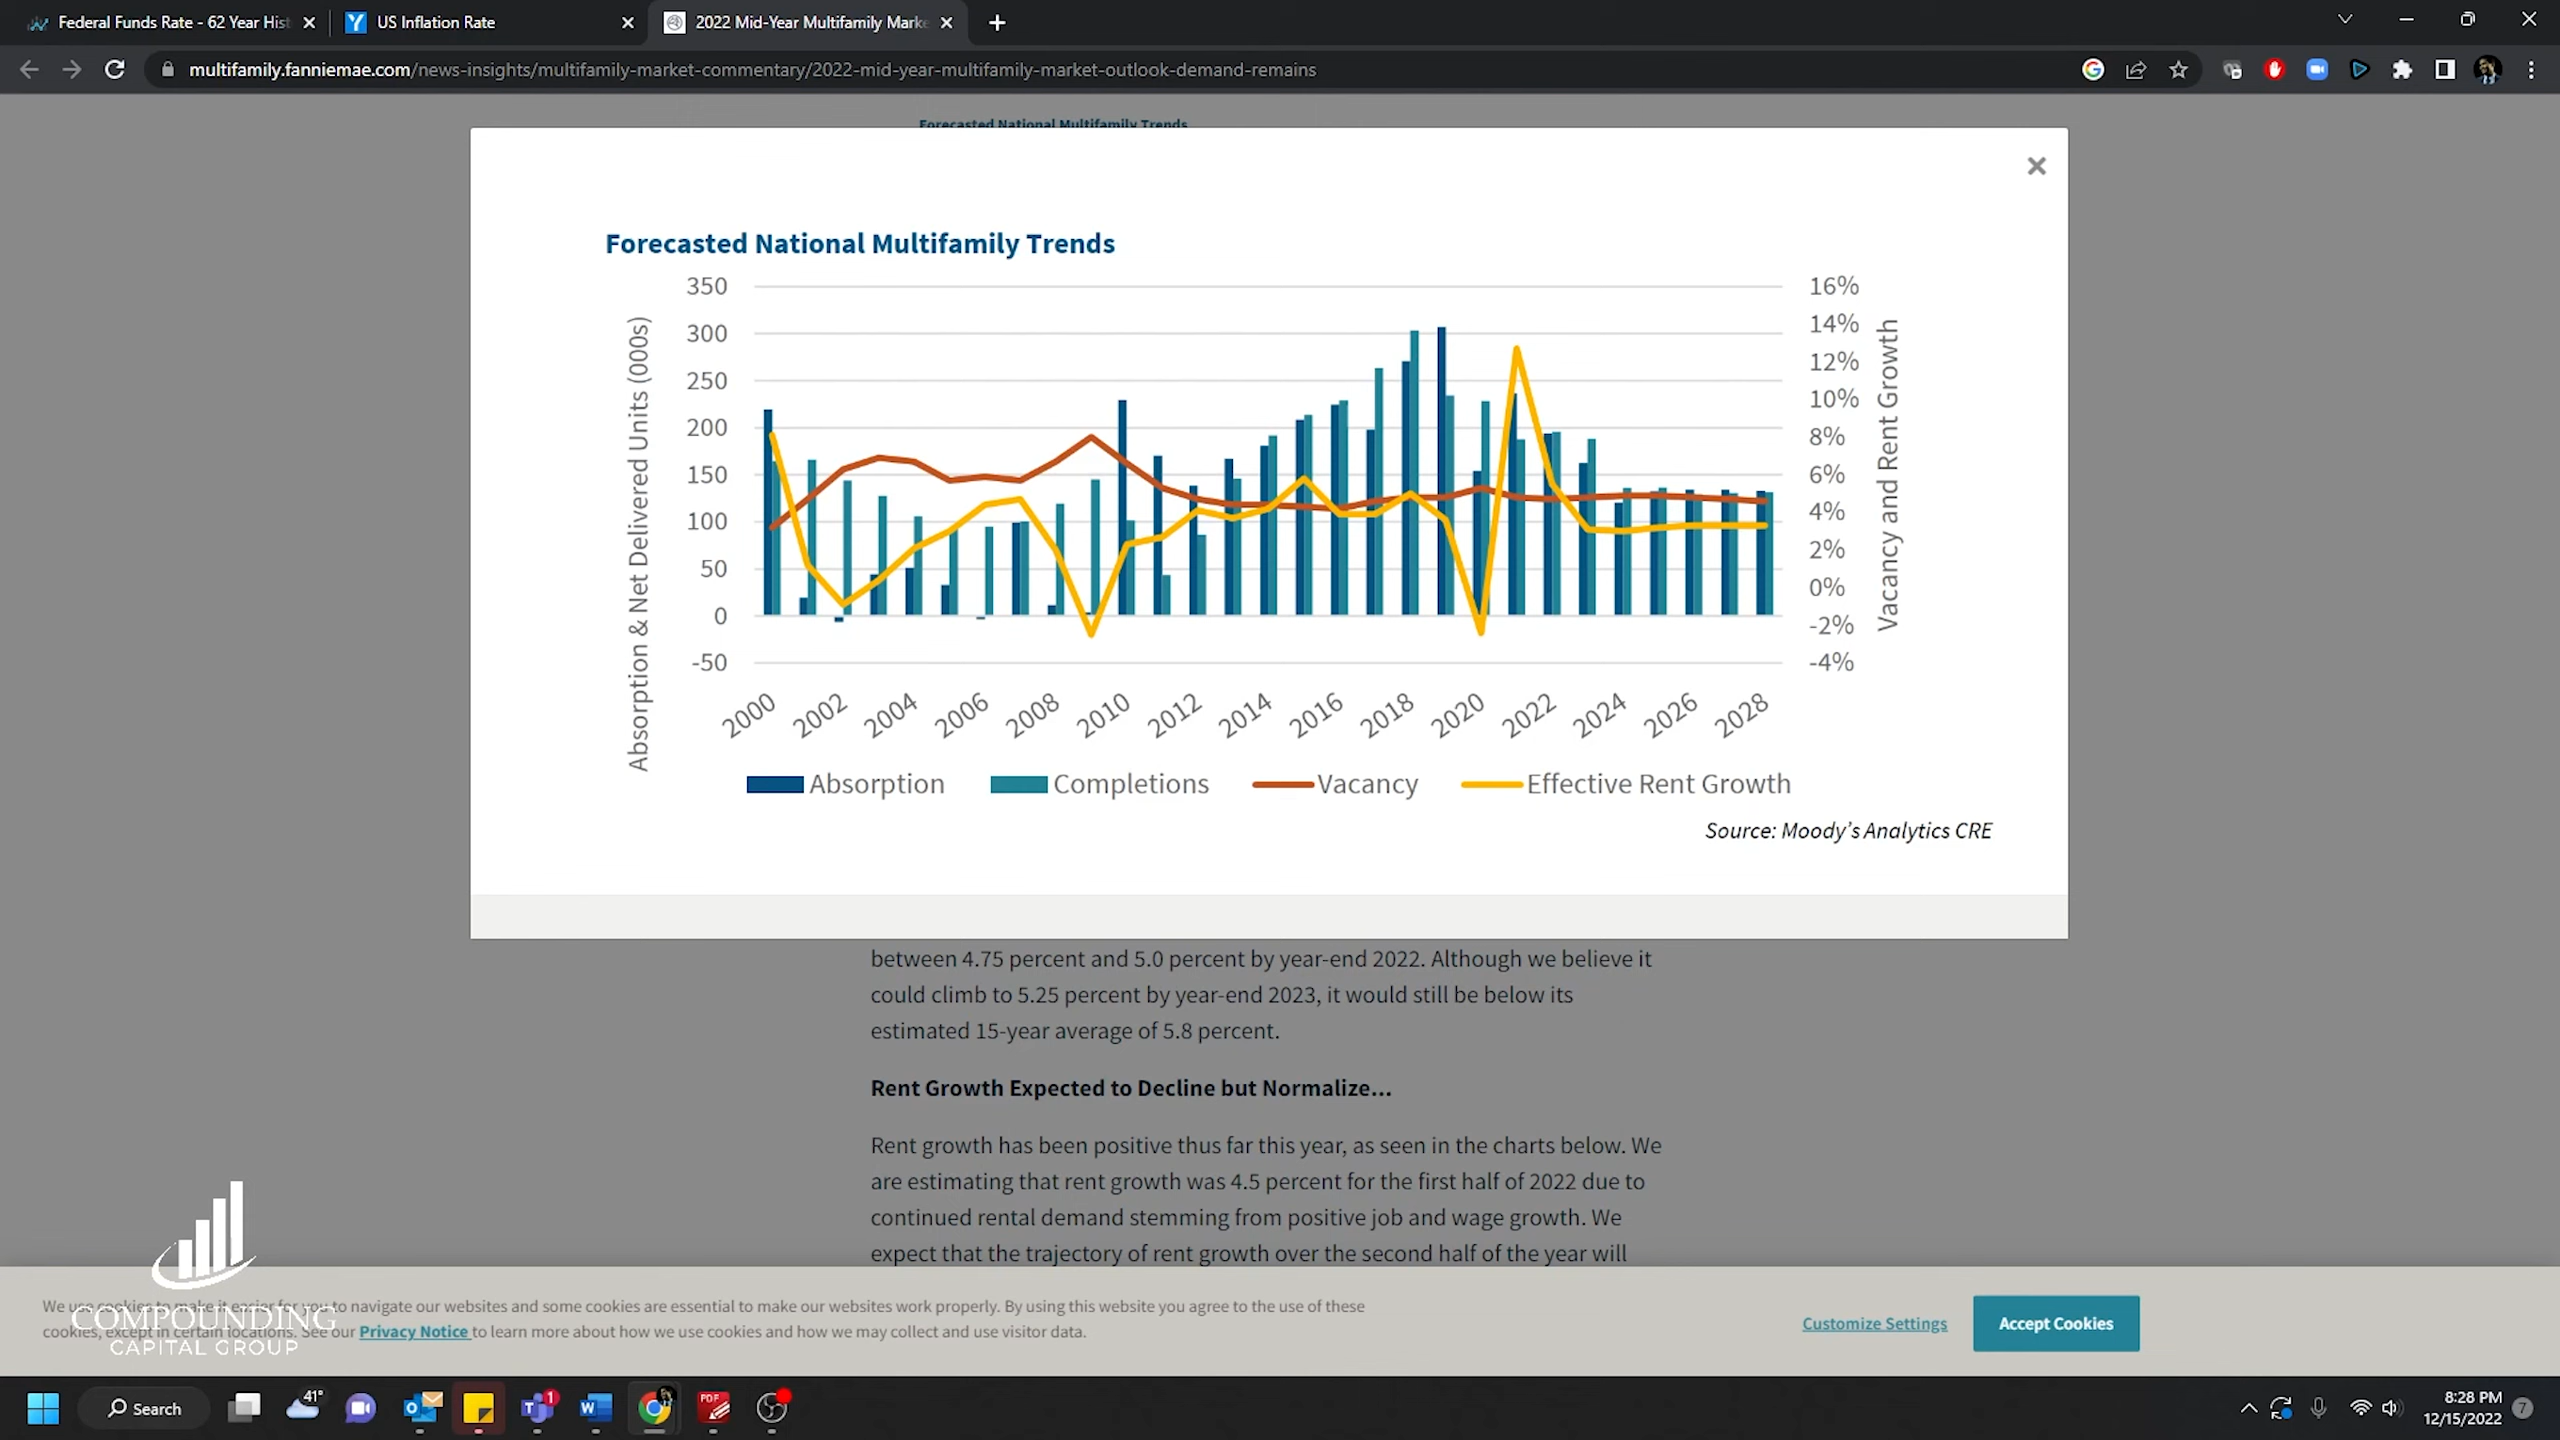 Federal Funds Rate - 62 Year Hist
US Inflation Rate
2022 Mid-Year Multifamily Marke
multifamily.fanniemae.com/news-insights/multifamily-market-commentary/2022-mid-year-multifamily-market-outlook-demand-remains
Forecasted National Multifamily Trends
Forecasted National Multifamily Trends
Absorption & Net Delivered Units (000s)
350
300
250
200
150
100
50
0
-50
16%
14%
12%
10%
8%
6%
4%
2%
0%
-2%
-4%
Vacancy and Rent Growth
2000 2002 2004 2006 2008 2010 2012 2014 2016 2018 2020 2022 2024 2026 2028
Absorption Completions Vacancy Effective Rent Growth
Source: Moody's Analytics CRE
between 4.75 percent and 5.0 percent by year-end 2022. Although we believe it
could climb to 5.25 percent by year-end 2023, it would still be below its
estimated 15-year average of 5.8 percent.
Rent Growth Expected to Decline but Normalize...
Rent growth has been positive thus far this year, as seen in the charts below. We
are estimating that rent growth was 4.5 percent for the first half of 2022 due to
continued rental demand stemming from positive job and wage growth. We
expect that the trajectory of rent growth over the second half of the year will
We use cookies to make it easier for you to navigate our websites and some cookies are essential to make our websites work properly. By using this website you agree to the use of these
cookies, except in certain locations. See our Privacy Notice to learn more about how we use cookies and how we may collect and use visitor data.
Customize Settings
Accept Cookies
COMPOUNDING
CAPITAL GROUP
Search
41°
1
PDF
8:28 PM
12/15/2022
7